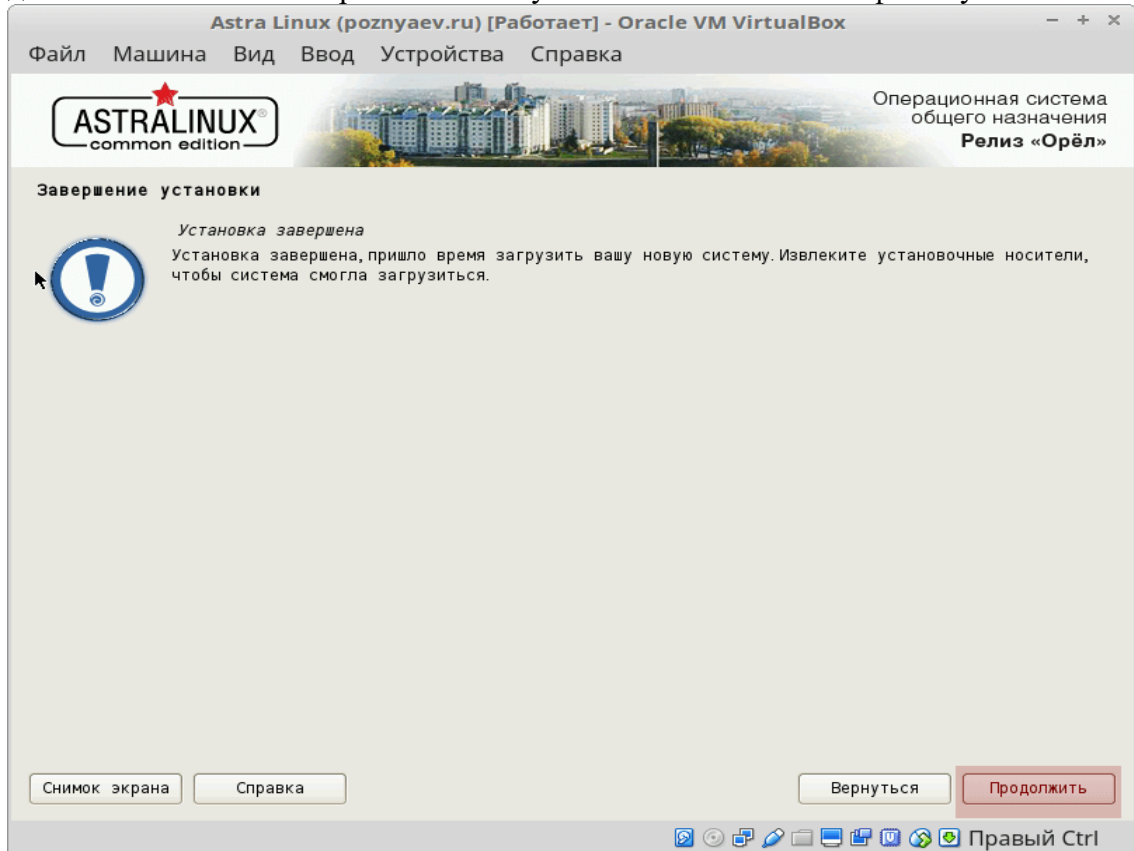 Astra Linux (poznyaev.ru) [Работает] - Oracle VM VirtualBox
Файл Машина Вид Ввод Устройства Справка
ASTRALINUX®
common edition
Операционная система
общего назначения
Релиз «Орёл»
Завершение установки
Установка завершена
Установка завершена, пришло время загрузить вашу новую систему. Извлеките установочные носители,
чтобы система смогла загрузиться.
Снимок экрана Справка Вернуться Продолжить
Правый Ctrl